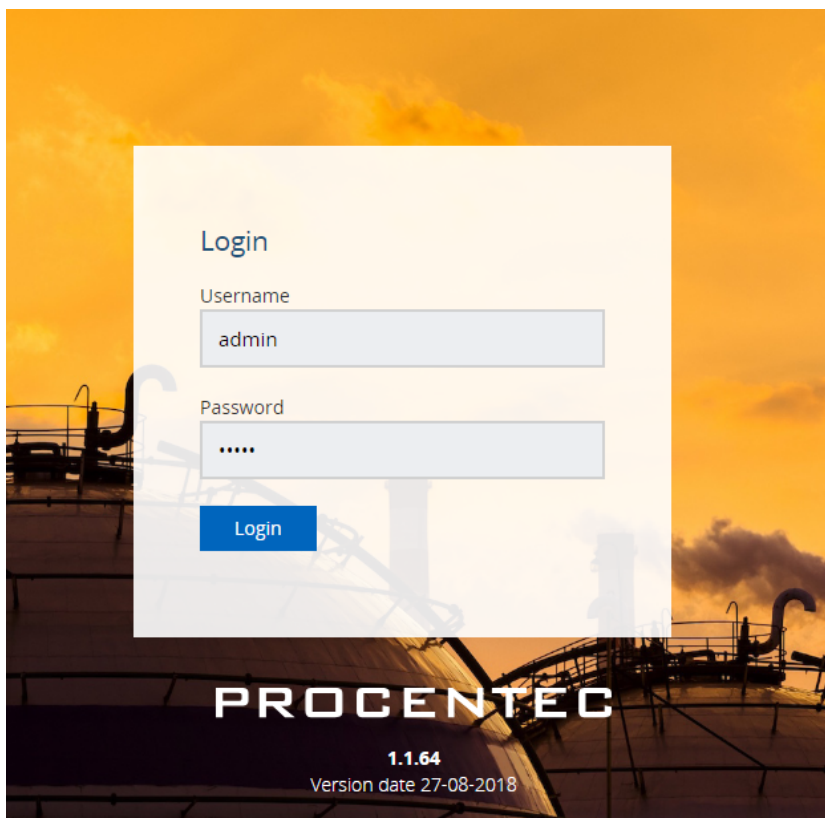 Login
Username
admin
Password
•••••
Login
PROCENTEC
1.1.64
Version date 27-08-2018